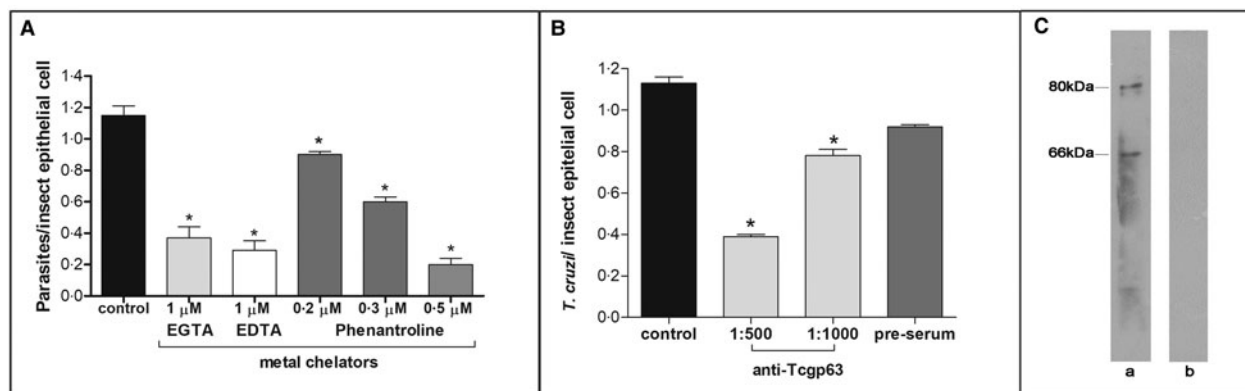 A
Parasites/insect epithelial cell
1·4
1·2
1·0
0·8
0·6
0·4
0·2
0·0
*
*
*
*
*
control
1 μM
1 μM
0·2 μM
0·3 μM
0·5 μM
EGTA
EDTA
Phenantroline
metal chelators
B
T. cruzi/ insect epitelial cell
1·2
1·0
0·8
0·6
0·4
0·2
0·0
*
*
control
1:500
1:1000
pre-serum
anti-Tcgp63
C
80kDa
66kDa
a
b